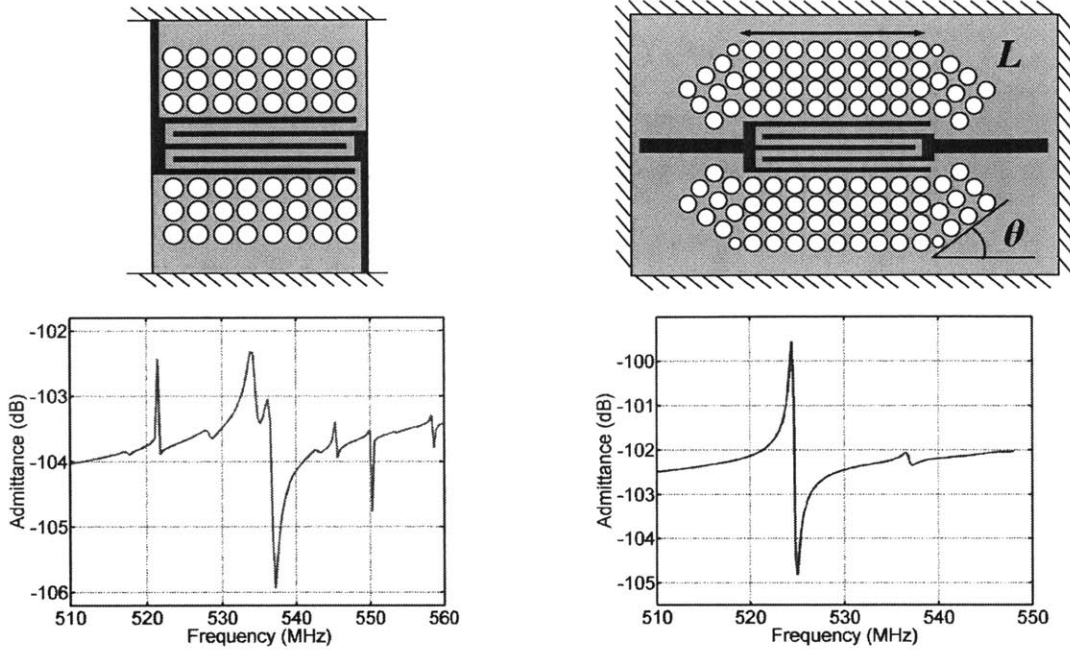 L
θ
-102
-103
-104
-105
-106
Admittance (dB)
510 520 530 540 550 560
Frequency (MHz)
-100
-101
-102
-103
-104
-105
Admittance (dB)
510 520 530 540 550
Frequency (MHz)